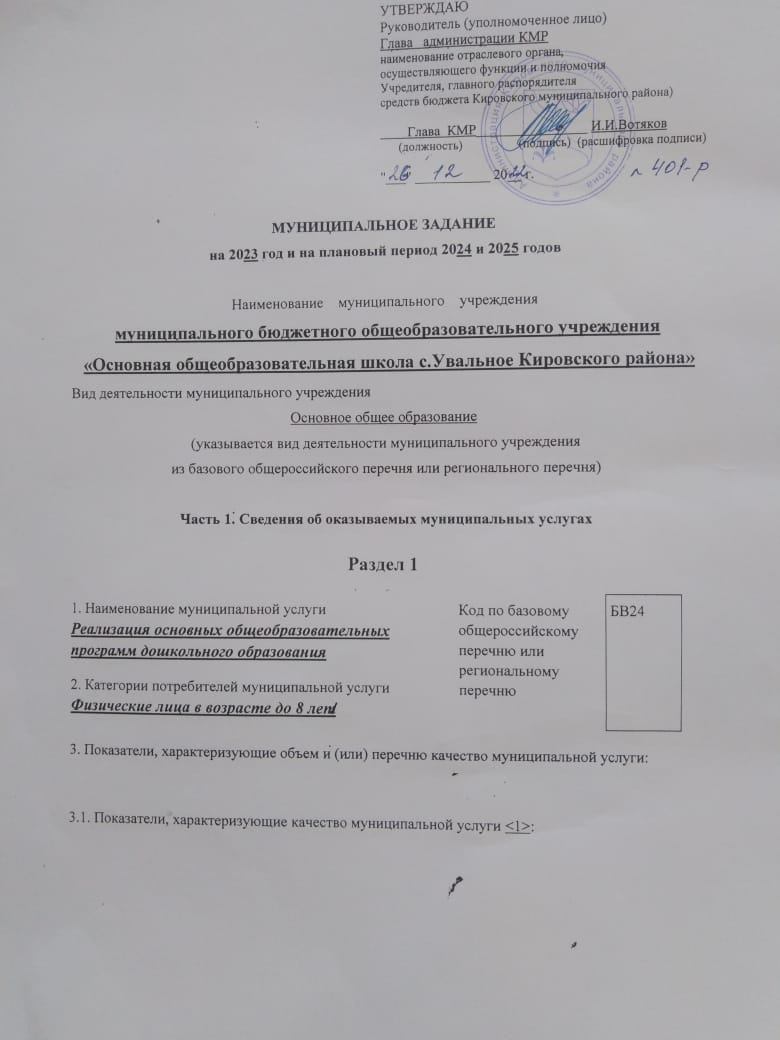 УТВЕРЖДАЮ
Руководитель (уполномоченное лицо)
Глава администрации КМР
наименование отраслевого органа,
осуществляющего функции и полномочия
Учредителя, главного распорядителя
средств бюджета Кировского муниципального района)
Глава КМР И.И.Вотяков
(должность) (подпись) (расшифровка подписи)
"26" 12 2022г. № 401-р
МУНИЦИПАЛЬНОЕ ЗАДАНИЕ
на 2023 год и на плановый период 2024 и 2025 годов
Наименование муниципального учреждения
муниципального бюджетного общеобразовательного учреждения
«Основная общеобразовательная школа с.Увальное Кировского района»
Вид деятельности муниципального учреждения
Основное общее образование
(указывается вид деятельности муниципального учреждения
из базового общероссийского перечня или регионального перечня)
Часть 1. Сведения об оказываемых муниципальных услугах
Раздел 1
1. Наименование муниципальной услуги
Реализация основных общеобразовательных
программ дошкольного образования
2. Категории потребителей муниципальной услуги
Физические лица в возрасте до 8 лет
Код по базовому
общероссийскому
перечню или
региональному
перечню
БВ24
3. Показатели, характеризующие объем и (или) перечню качество муниципальной услуги:
3.1. Показатели, характеризующие качество муниципальной услуги <1>: